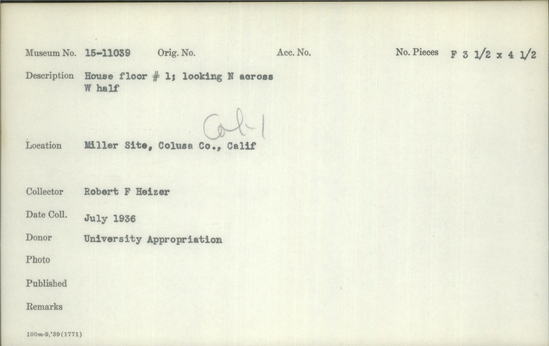 Museum No. 15-11039 Orig. No. Acc. No. No. Pieces F 3 1/2 x 4 1/2
Description House floor # 1; looking N across
W half
Col-1
Location Miller Site, Colusa Co., Calif
Collector Robert F Heizer
Date Coll. July 1936
Donor University Appropriation
Photo
Published
Remarks
100m-8,'39(1771)